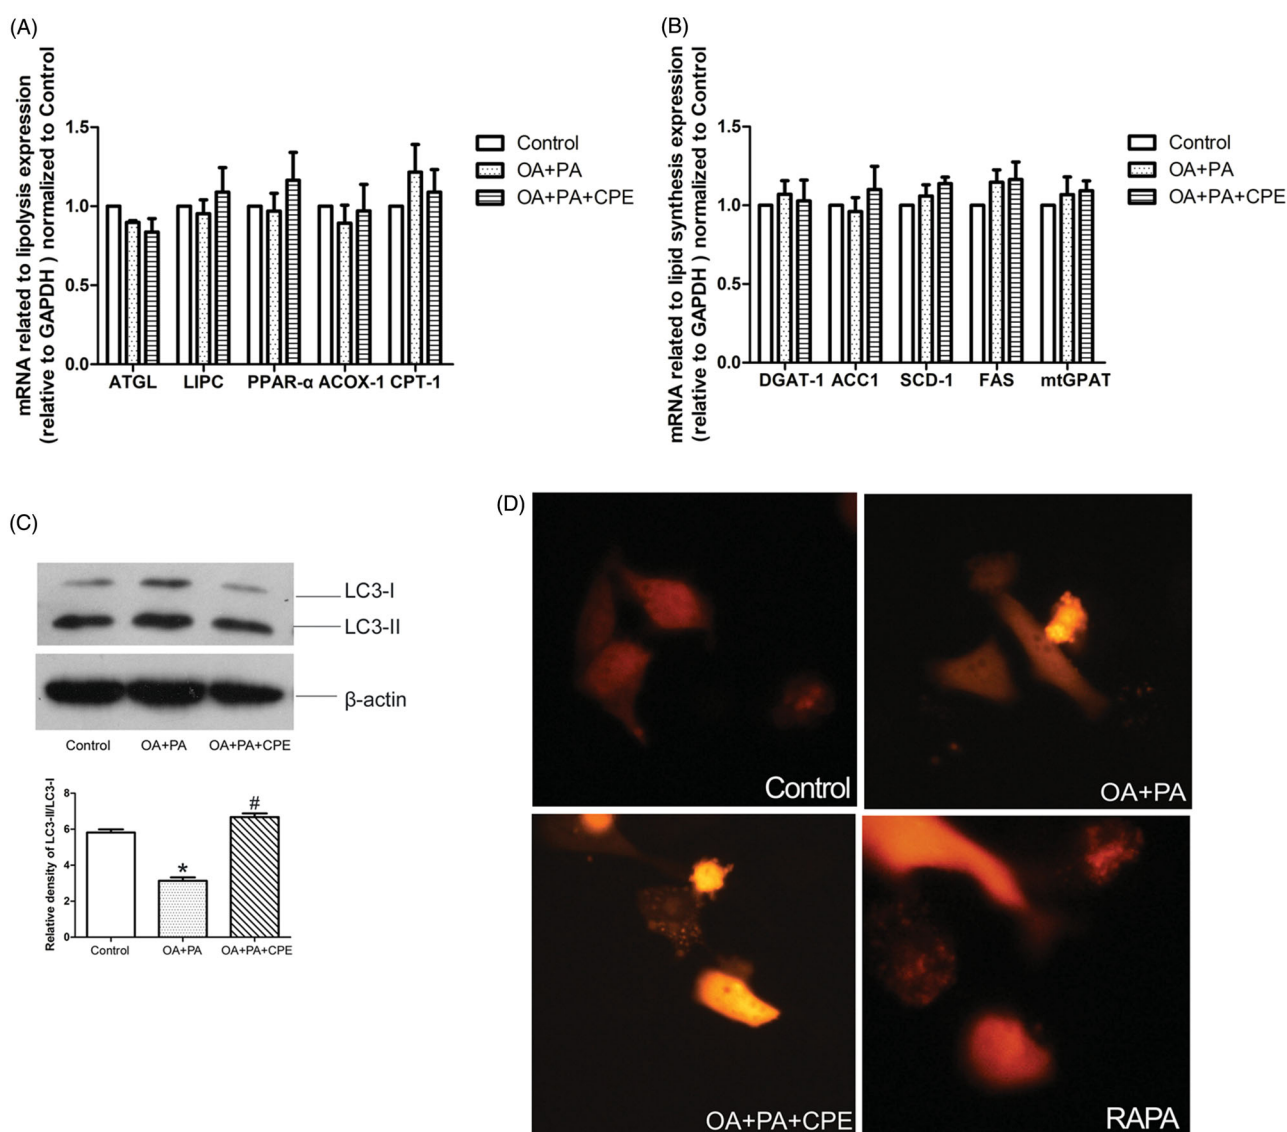 (A)
mRNA related to lipolysis expression
(relative to GAPDH ) normalized to Control
1.5
1.0
0.5
0.0
ATGL LIPC PPAR-α ACOX-1 CPT-1
Control
OA+PA
OA+PA+CPE
(B)
mRNA related to lipid synthesis expression
(relative to GAPDH ) normalized to Control
1.5
1.0
0.5
0.0
DGAT-1 ACC1 SCD-1 FAS mtGPAT
Control
OA+PA
OA+PA+CPE
(C)
LC3-I
LC3-II
β-actin
Control OA+PA OA+PA+CPE
Relative density of LC3-II/LC3-I
8
6
4
2
0
*
#
Control OA+PA OA+PA+CPE
(D)
Control
OA+PA
OA+PA+CPE
RAPA